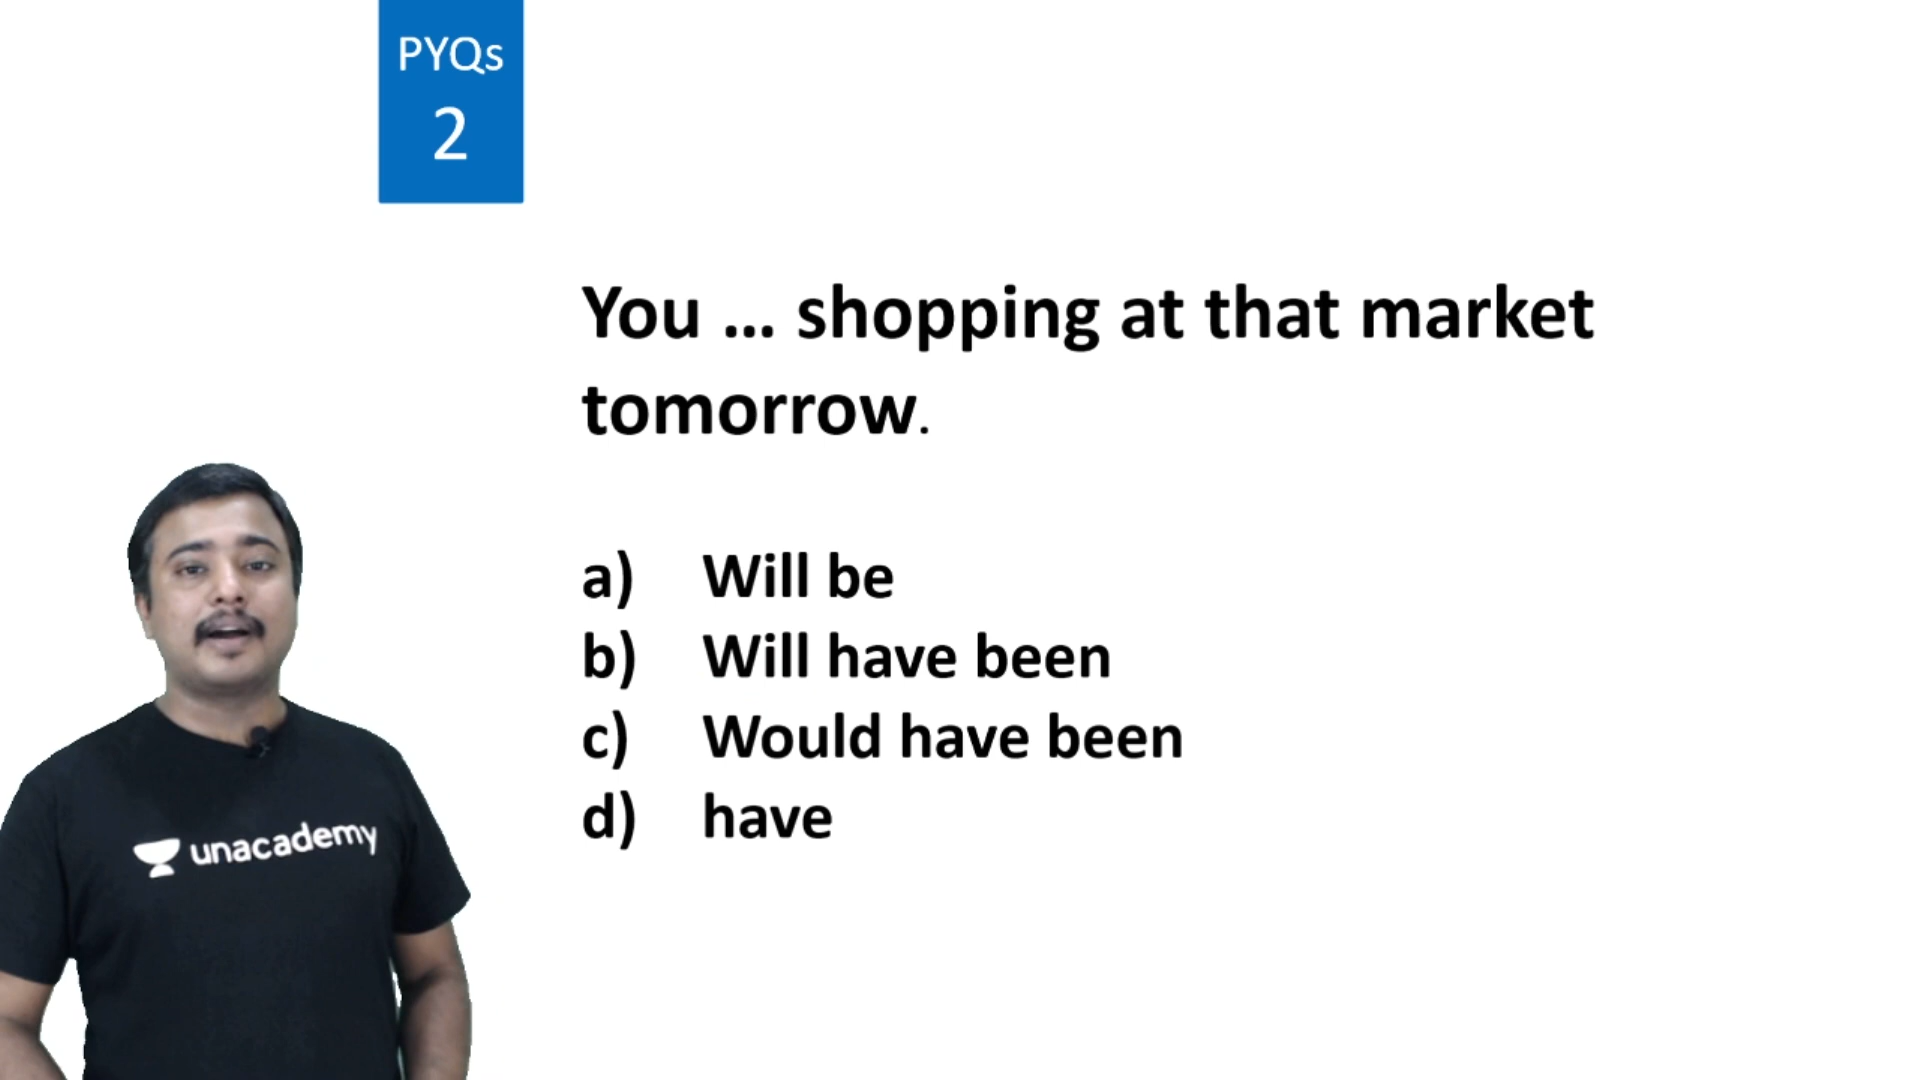 PYQs
2
You ... shopping at that market
tomorrow.
a) Will be
b) Will have been
c) Would have been
d) have
unacademy